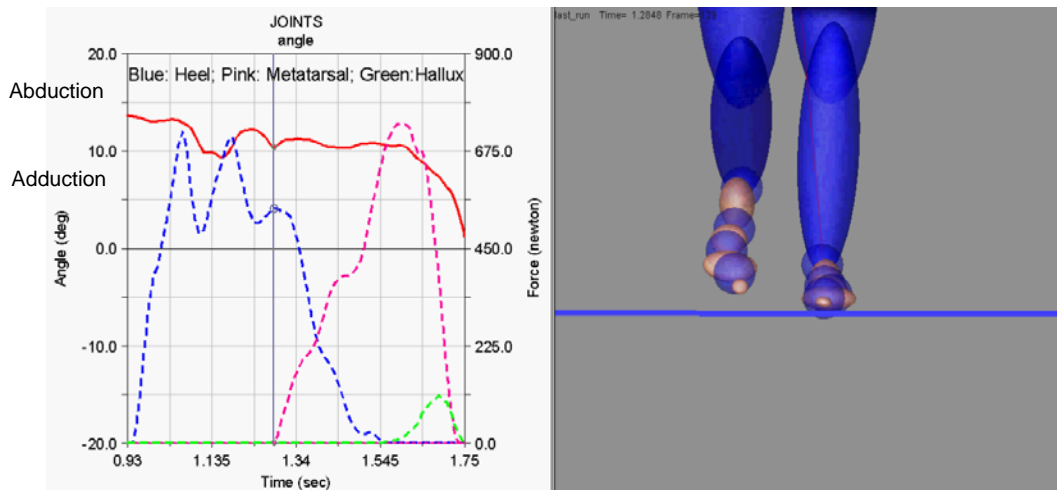 JOINTS
angle
20.0
900.0
Blue: Heel; Pink: Metatarsal; Green:Hallux
Abduction
10.0
675.0
Adduction
0.0
450.0
Angle (deg)
Force (newton)
-10.0
225.0
-20.0
0.0
0.93
1.135
1.34
1.545
1.75
Time (sec)
last_run Time= 1.2848 Frame=